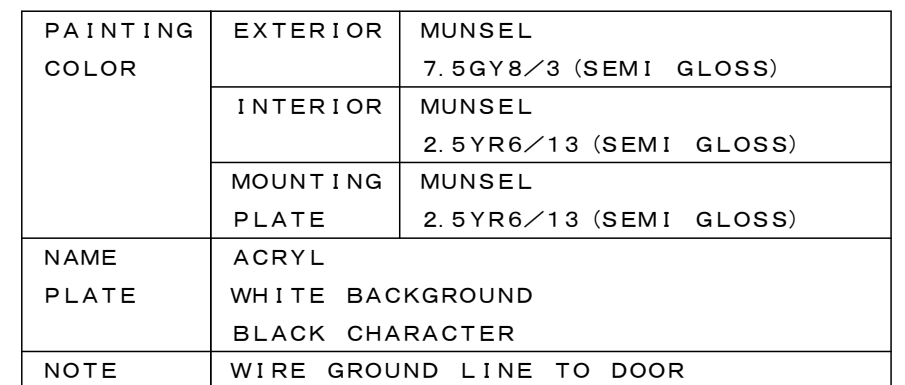 PAINTING EXTERIOR MUNSEL
COLOR 7.5GY8／3 (SEMI GLOSS)
INTERIOR MUNSEL
2.5YR6／13 (SEMI GLOSS)
MOUNTING MUNSEL
PLATE 2.5YR6／13 (SEMI GLOSS)
NAME ACRYL
PLATE WHITE BACKGROUND
BLACK CHARACTER
NOTE WIRE GROUND LINE TO DOOR